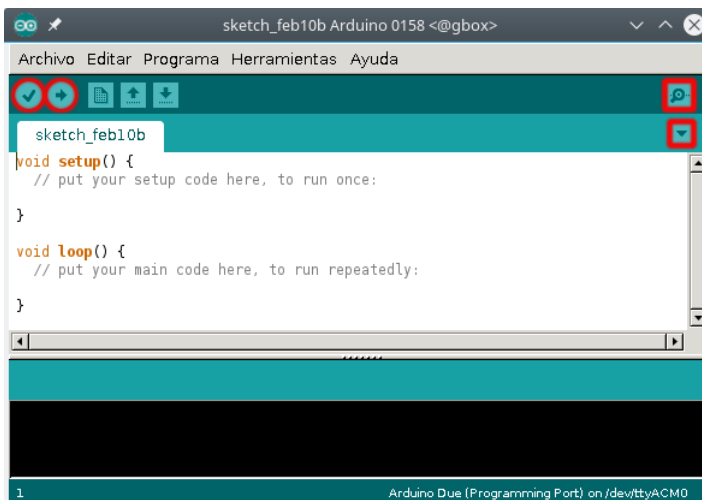 sketch_feb10b Arduino 0158 <@gbox>
Archivo Editar Programa Herramientas Ayuda
sketch_feb10b
void setup() {
// put your setup code here, to run once:
}
void loop() {
// put your main code here, to run repeatedly:
}
1 Arduino Due (Programming Port) on /dev/ttyACM0